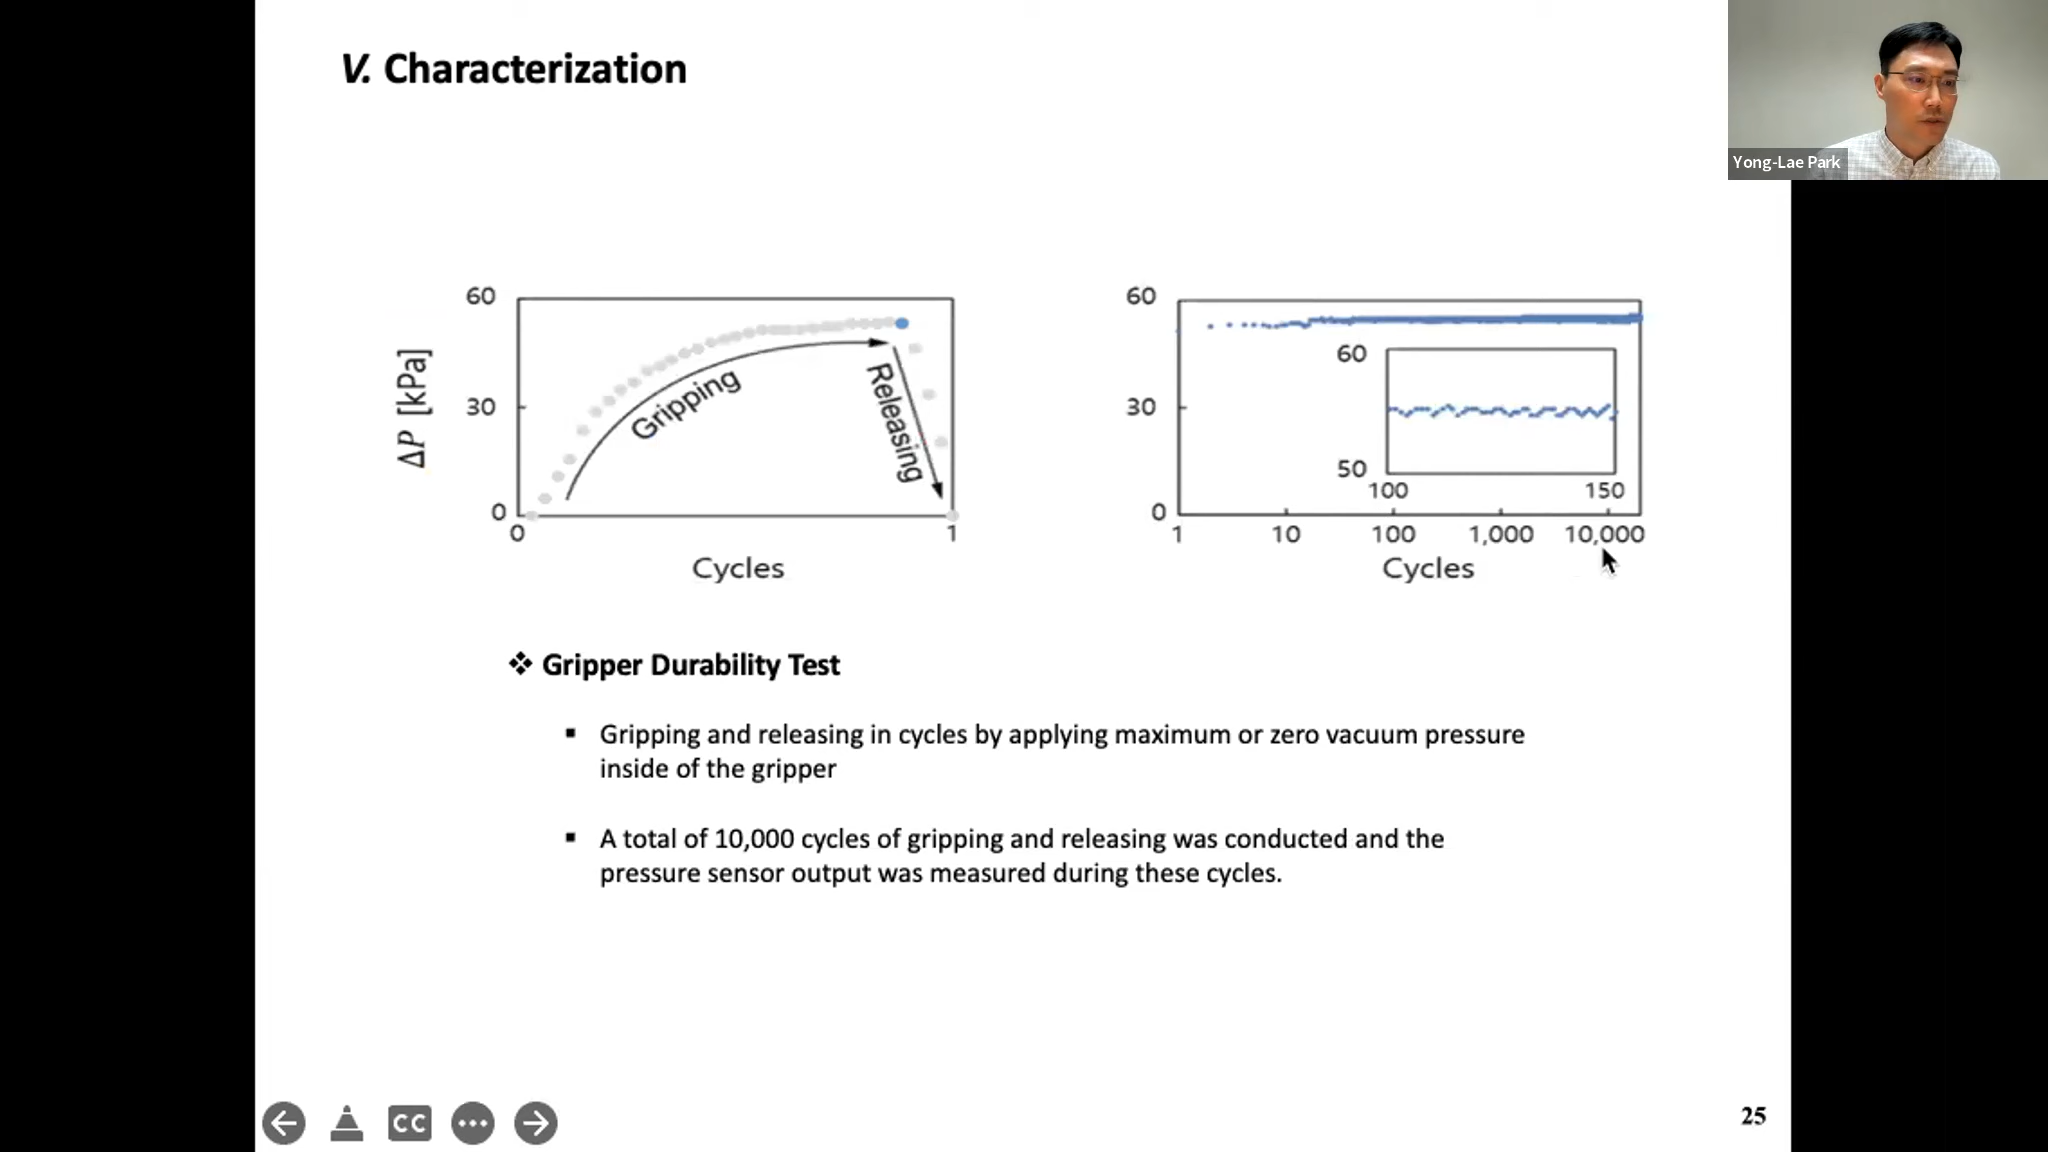 V. Characterization
Yong-Lae Park
60
30
0
ΔP [kPa]
Gripping
Releasing
0
1
Cycles
60
30
0
60
50
100
150
1
10
100
1,000
10,000
Cycles
❖ Gripper Durability Test
▪ Gripping and releasing in cycles by applying maximum or zero vacuum pressure
inside of the gripper
▪ A total of 10,000 cycles of gripping and releasing was conducted and the
pressure sensor output was measured during these cycles.
CC
25